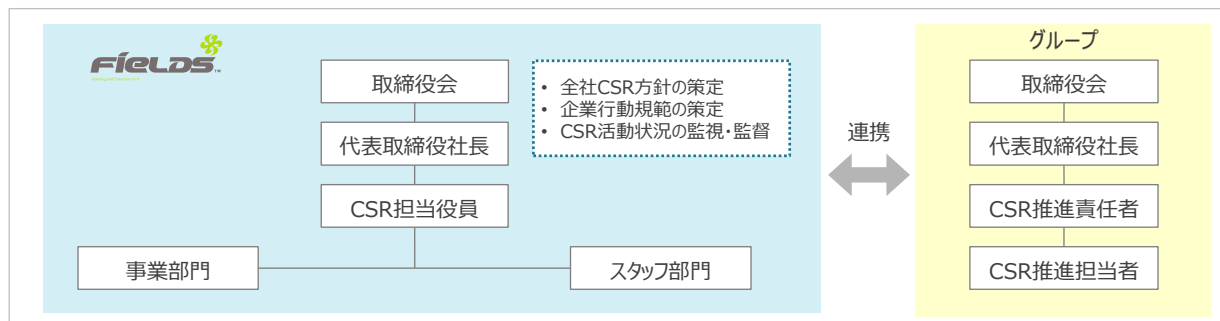 FIELDS
取締役会
代表取締役社長
CSR担当役員
事業部門
スタッフ部門
• 全社CSR方針の策定
• 企業行動規範の策定
• CSR活動状況の監視・監督
連携
グループ
取締役会
代表取締役社長
CSR推進責任者
CSR推進担当者